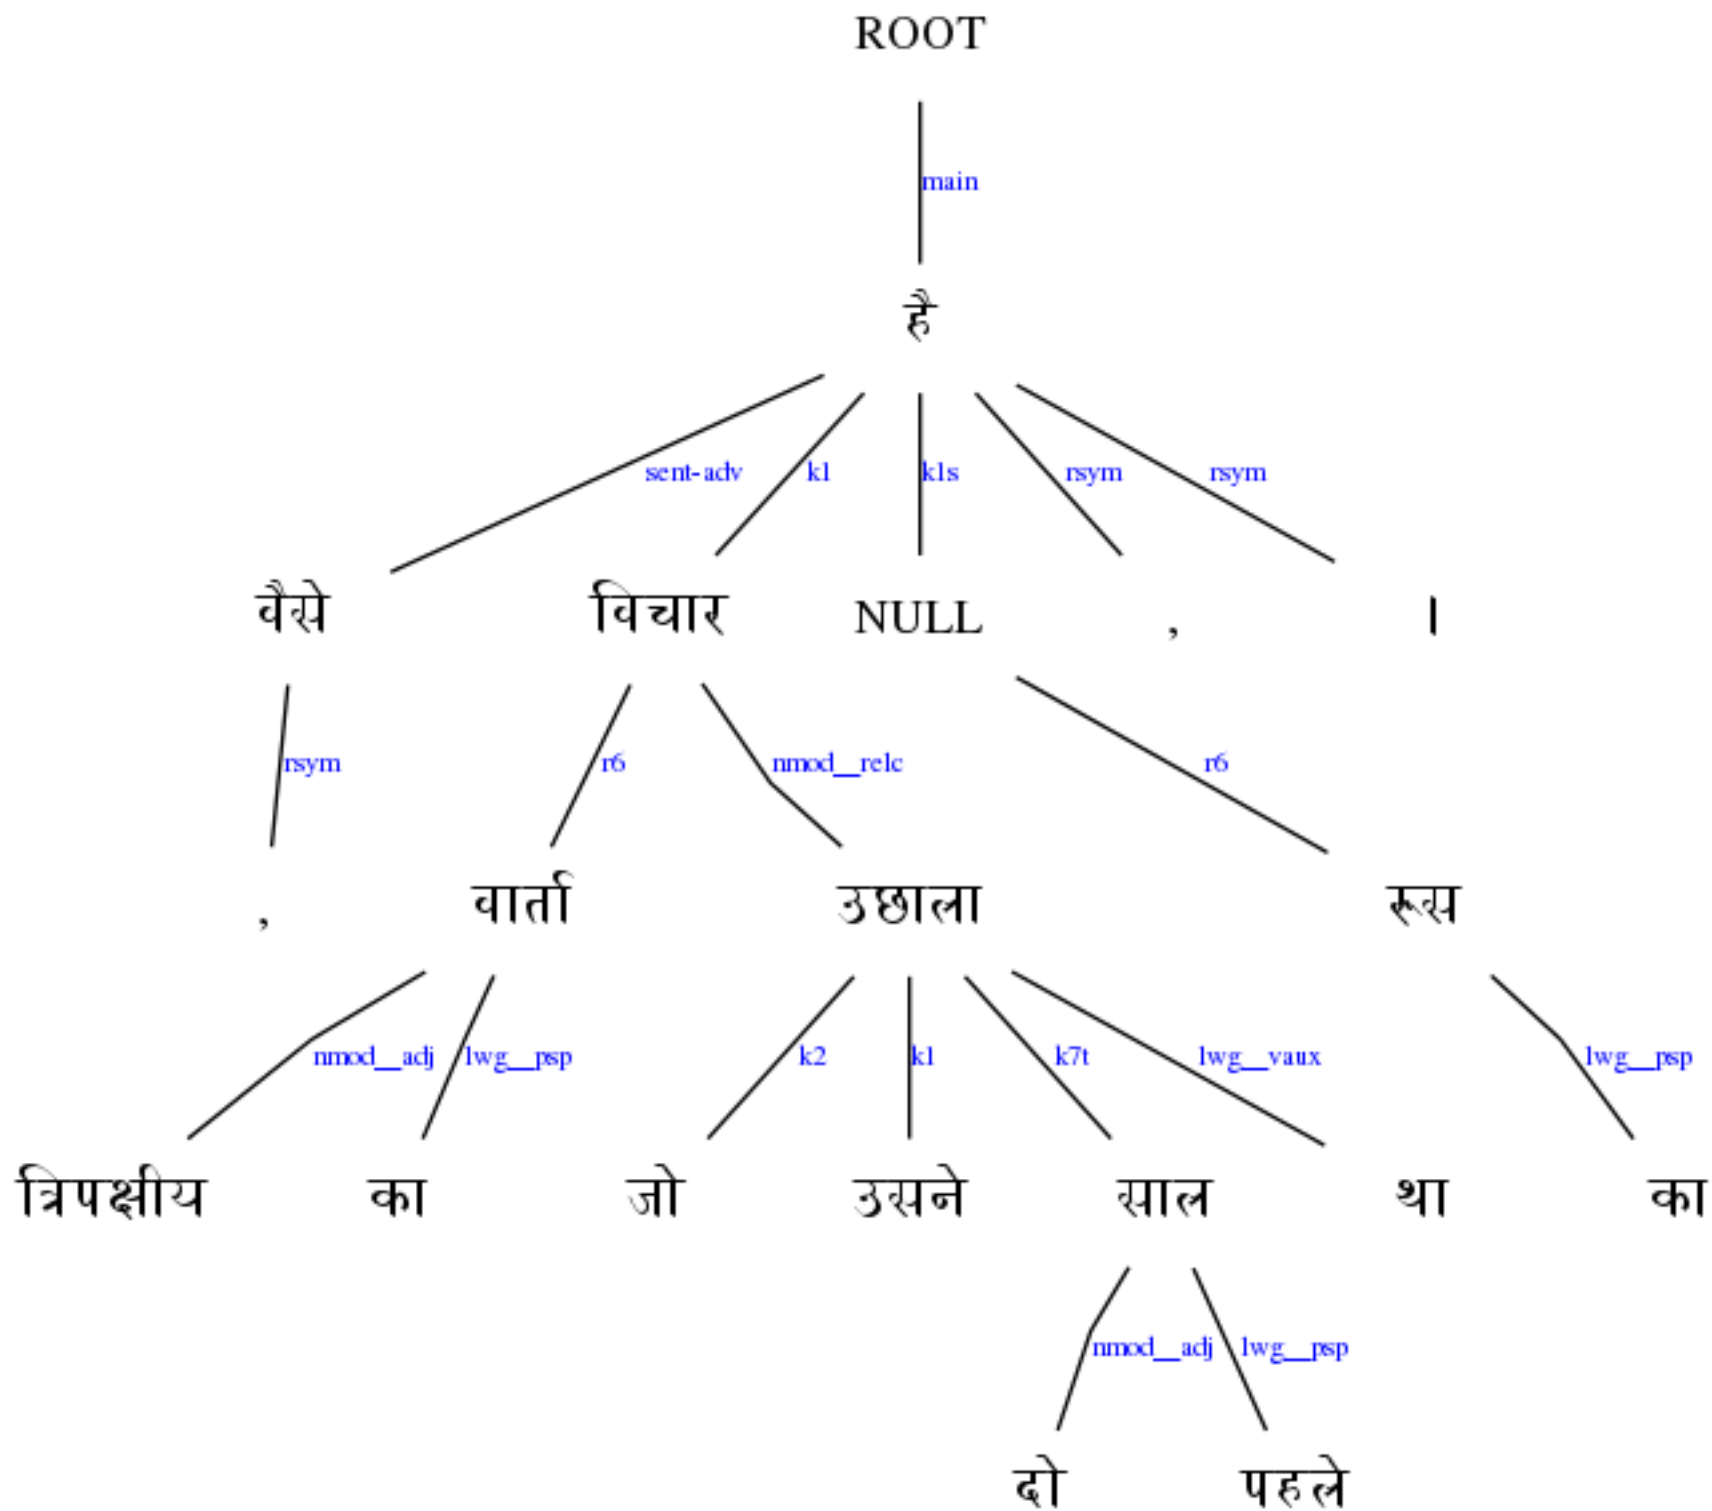 ROOT
main
है
sent-adv k1 k1s rsym rsym
वैसे विचार NULL , ।
rsym r6 nmod__relc r6
, वार्ता उछाला रूस
nmod__adj lwg__psp k2 k1 k7t lwg__vaux lwg__psp
त्रिपक्षीय का जो उसने साल था का
nmod__adj lwg__psp
दो पहले